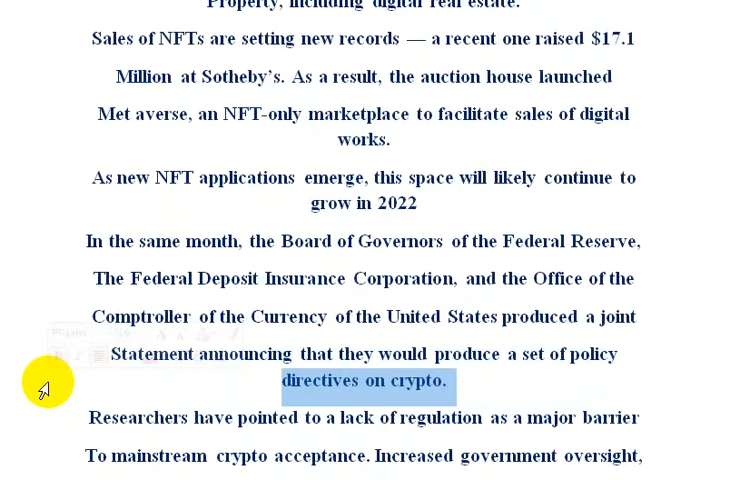 Property, including digital real estate.
Sales of NFTs are setting new records — a recent one raised $17.1
Million at Sotheby's. As a result, the auction house launched
Met averse, an NFT-only marketplace to facilitate sales of digital
works.
As new NFT applications emerge, this space will likely continue to
grow in 2022
In the same month, the Board of Governors of the Federal Reserve,
The Federal Deposit Insurance Corporation, and the Office of the
Comptroller of the Currency of the United States produced a joint
Statement announcing that they would produce a set of policy
directives on crypto.
Researchers have pointed to a lack of regulation as a major barrier
To mainstream crypto acceptance. Increased government oversight,